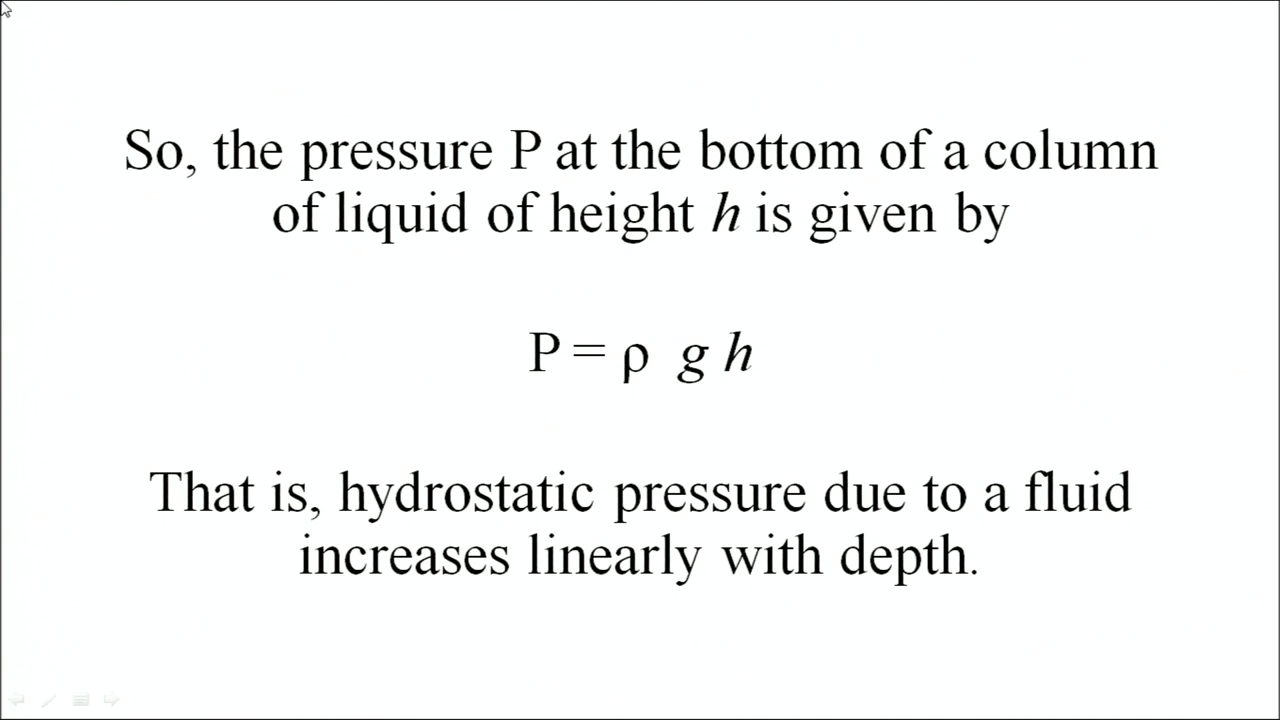 So, the pressure P at the bottom of a column
of liquid of height h is given by
P = ρ g h
That is, hydrostatic pressure due to a fluid
increases linearly with depth.